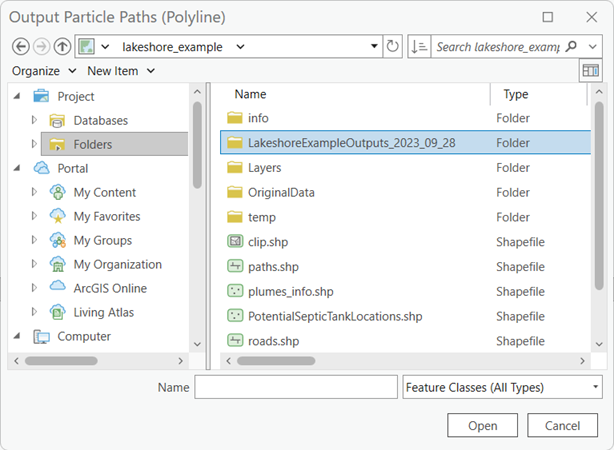 Output Particle Paths (Polyline)
lakeshore_example
Search lakeshore_examp
Organize New Item
Name Type
Project
Databases
Folders
Portal
My Content
My Favorites
My Groups
My Organization
ArcGIS Online
Living Atlas
Computer
info Folder
LakeshoreExampleOutputs_2023_09_28 Folder
Layers Folder
OriginalData Folder
temp Folder
clip.shp Shapefile
paths.shp Shapefile
plumes_info.shp Shapefile
PotentialSepticTankLocations.shp Shapefile
roads.shp Shapefile
Name Feature Classes (All Types)
Open Cancel